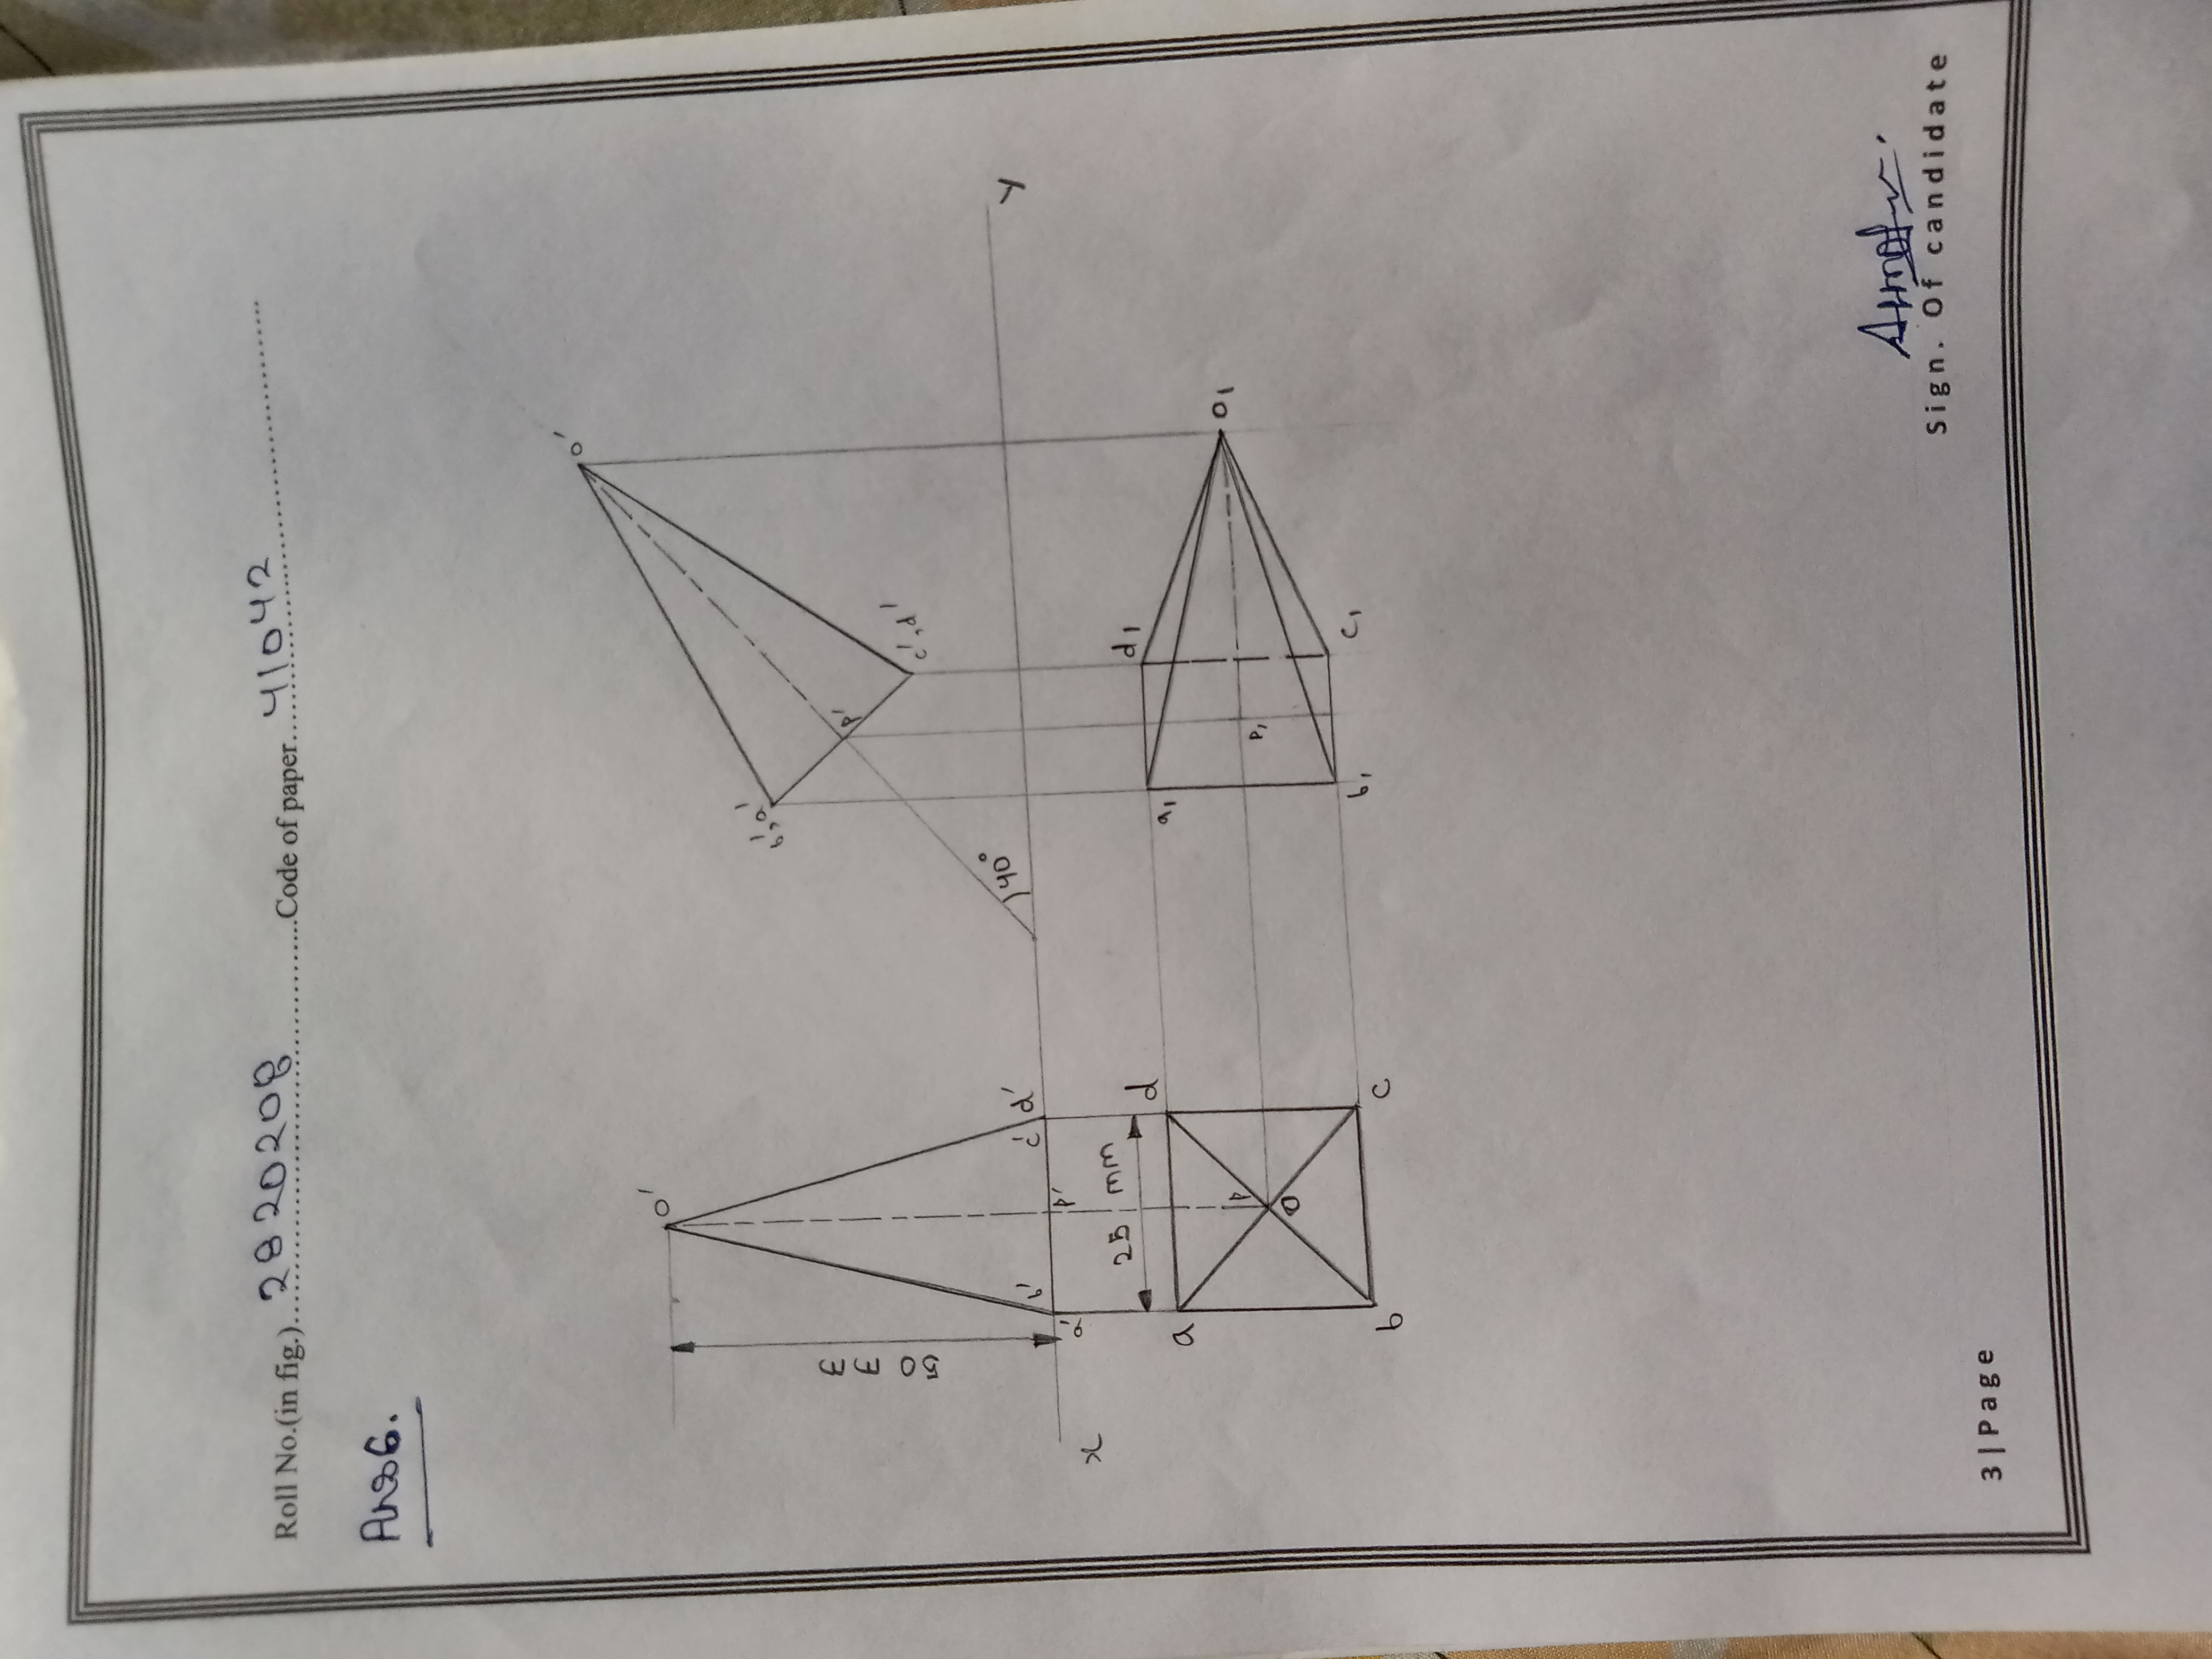 Roll No.(in fig.)...2820208...Code of paper...41042...
Ans6.
o'
o'
50 mm
b', a'
p'
c', d'
40°
a' b' p' c' d'
X Y
25 mm
a d
p
o
b c
a1 d1
p1 o1
b1 c1
3 | Page
Sign. Of candidate